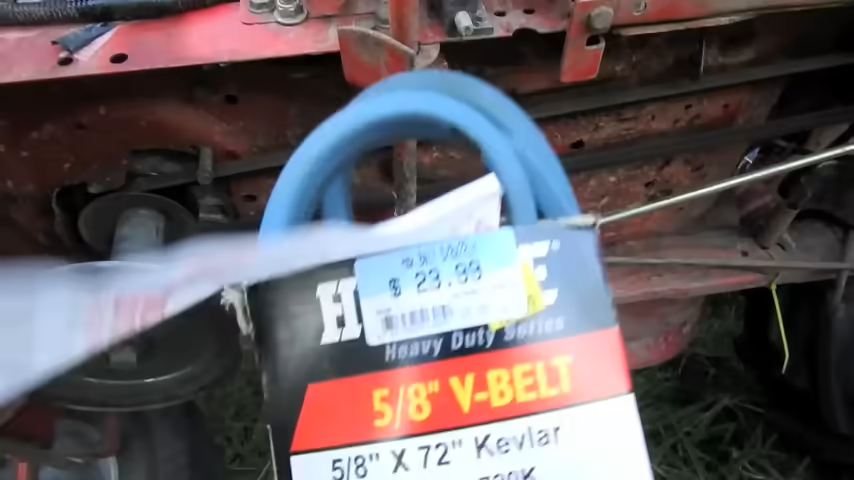 $ 23.99
Heavy Duty Series
5/8" V-BELT
5/8" X 72" Kevlar